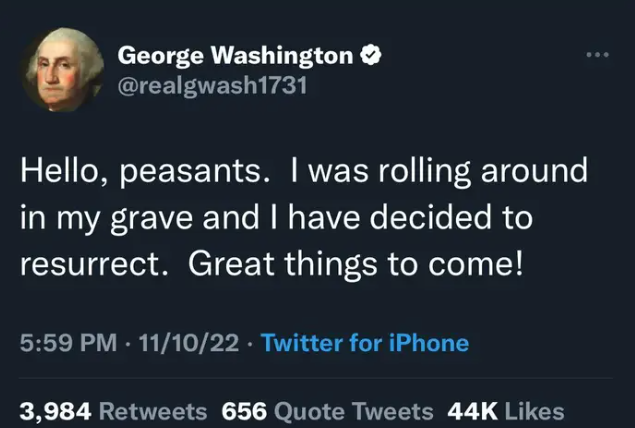 George Washington
@realgwash1731
Hello, peasants.  I was rolling around
in my grave and I have decided to
resurrect.  Great things to come!
5:59 PM · 11/10/22 · Twitter for iPhone
3,984 Retweets 656 Quote Tweets 44K Likes